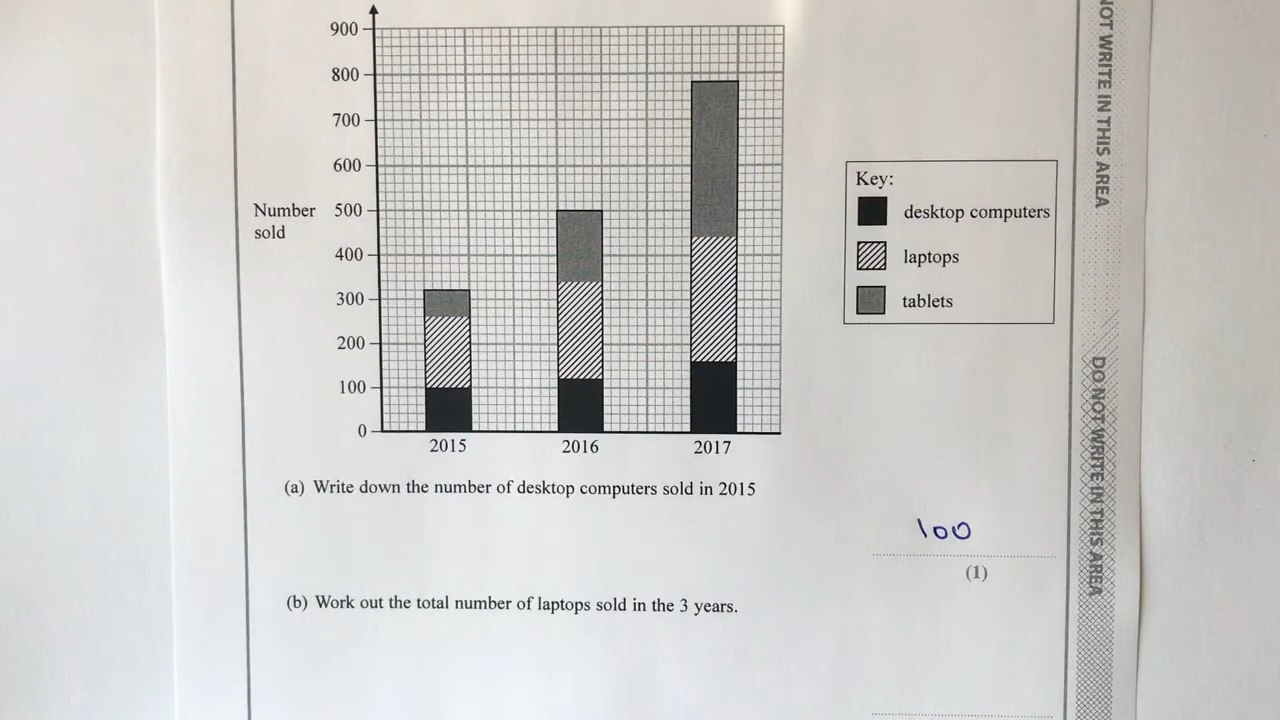 900
800
700
600
500
400
300
200
100
0
Number
sold
2015 2016 2017
Key:
desktop computers
laptops
tablets
(a) Write down the number of desktop computers sold in 2015
100
(1)
(b) Work out the total number of laptops sold in the 3 years.
NOT WRITE IN THIS AREA
DO NOT WRITE IN THIS AREA